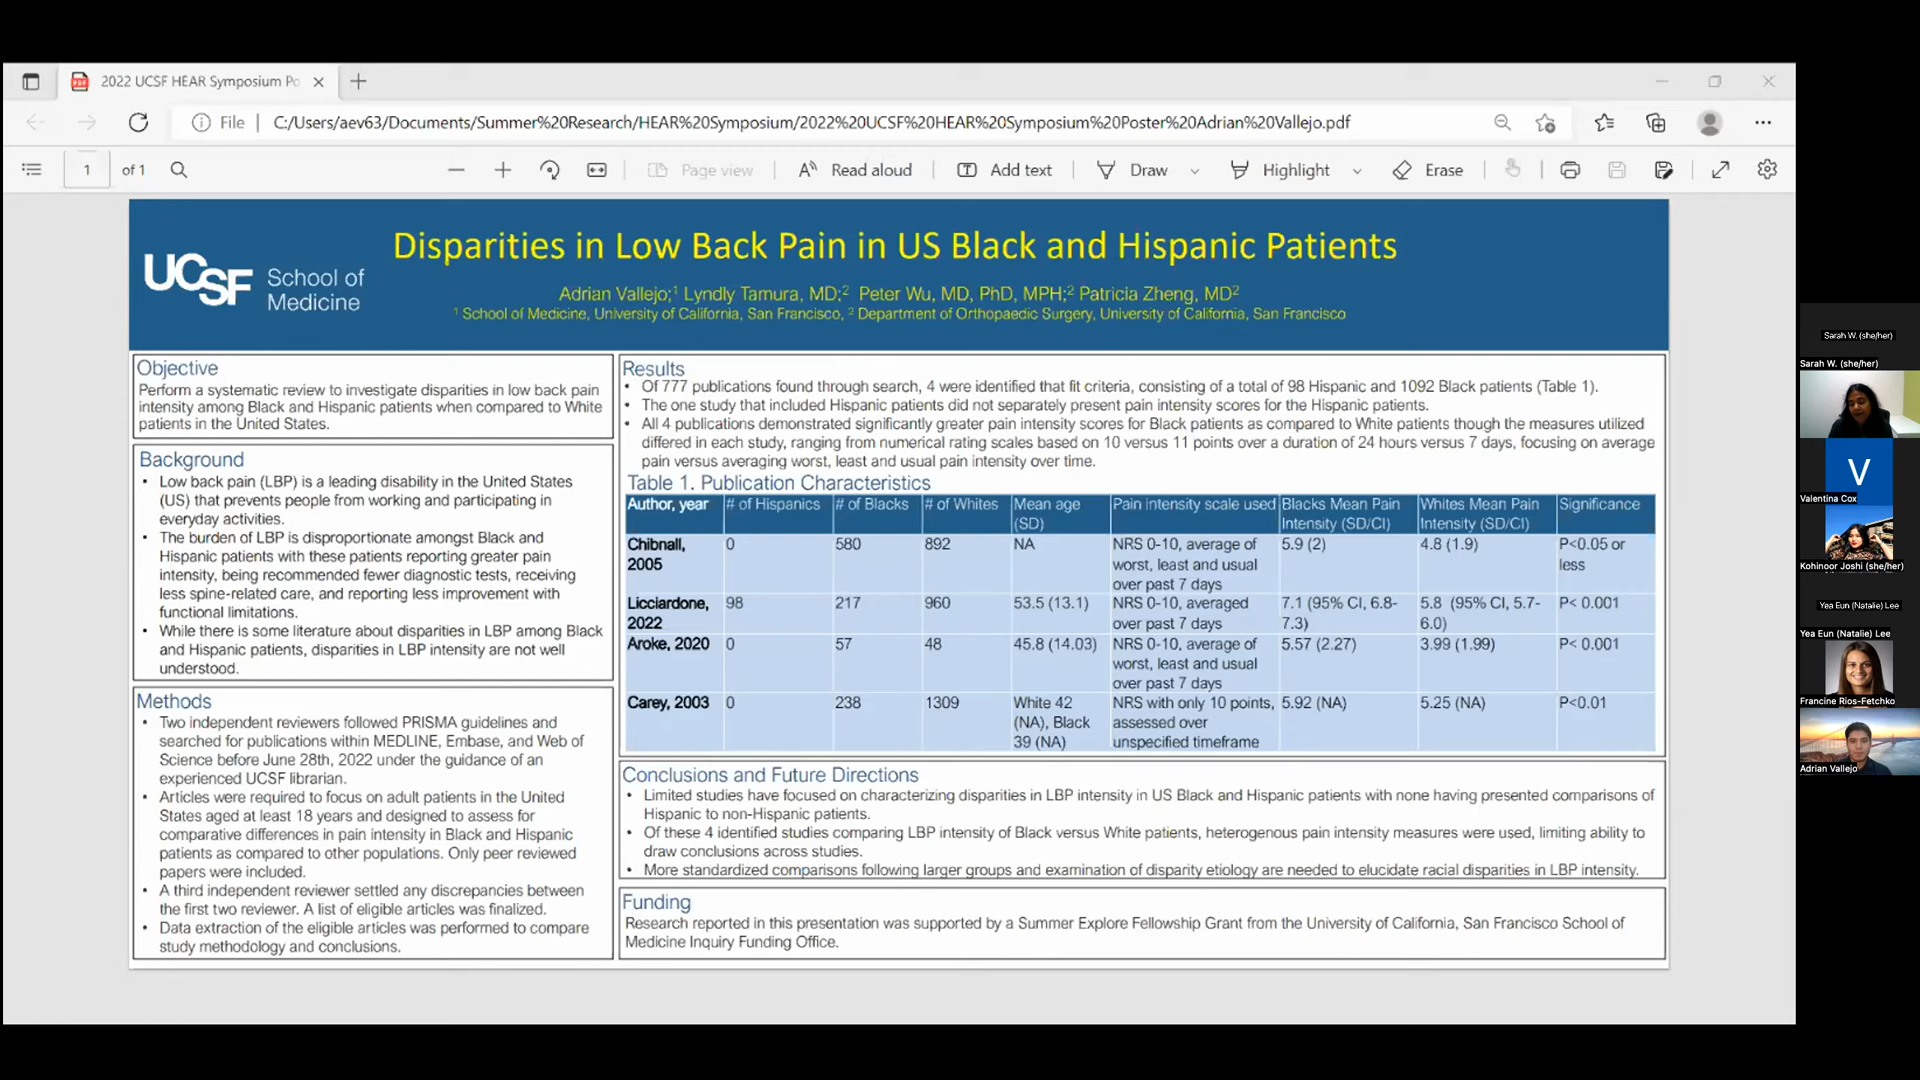 2022 UCSF HEAR Symposium Po
File
C:/Users/aev63/Documents/Summer%20Research/HEAR%20Symposium/2022%20UCSF%20HEAR%20Symposium%20Poster%20Adrian%20Vallejo.pdf
1 of 1
Page view
Read aloud
Add text
Draw
Highlight
Erase
UCSF School of
Medicine
Disparities in Low Back Pain in US Black and Hispanic Patients
Adrian Vallejo;¹ Lyndly Tamura, MD;² Peter Wu, MD, PhD, MPH;² Patricia Zheng, MD²
¹ School of Medicine, University of California, San Francisco, ² Department of Orthopaedic Surgery, University of California, San Francisco
Objective
Perform a systematic review to investigate disparities in low back pain
intensity among Black and Hispanic patients when compared to White
patients in the United States.
Background
• Low back pain (LBP) is a leading disability in the United States
(US) that prevents people from working and participating in
everyday activities.
• The burden of LBP is disproportionate amongst Black and
Hispanic patients with these patients reporting greater pain
intensity, being recommended fewer diagnostic tests, receiving
less spine-related care, and reporting less improvement with
functional limitations.
• While there is some literature about disparities in LBP among Black
and Hispanic patients, disparities in LBP intensity are not well
understood.
Methods
• Two independent reviewers followed PRISMA guidelines and
searched for publications within MEDLINE, Embase, and Web of
Science before June 28th, 2022 under the guidance of an
experienced UCSF librarian.
• Articles were required to focus on adult patients in the United
States aged at least 18 years and designed to assess for
comparative differences in pain intensity in Black and Hispanic
patients as compared to other populations. Only peer reviewed
papers were included.
• A third independent reviewer settled any discrepancies between
the first two reviewer. A list of eligible articles was finalized.
• Data extraction of the eligible articles was performed to compare
study methodology and conclusions.
Results
• Of 777 publications found through search, 4 were identified that fit criteria, consisting of a total of 98 Hispanic and 1092 Black patients (Table 1).
• The one study that included Hispanic patients did not separately present pain intensity scores for the Hispanic patients.
• All 4 publications demonstrated significantly greater pain intensity scores for Black patients as compared to White patients though the measures utilized
differed in each study, ranging from numerical rating scales based on 10 versus 11 points over a duration of 24 hours versus 7 days, focusing on average
pain versus averaging worst, least and usual pain intensity over time.
Table 1. Publication Characteristics
Author, year | # of Hispanics | # of Blacks | # of Whites | Mean age (SD) | Pain intensity scale used | Blacks Mean Pain Intensity (SD/CI) | Whites Mean Pain Intensity (SD/CI) | Significance
Chibnall, 2005 | 0 | 580 | 892 | NA | NRS 0-10, average of worst, least and usual over past 7 days | 5.9 (2) | 4.8 (1.9) | P<0.05 or less
Licciardone, 2022 | 98 | 217 | 960 | 53.5 (13.1) | NRS 0-10, averaged over past 7 days | 7.1 (95% CI, 6.8-7.3) | 5.8 (95% CI, 5.7-6.0) | P< 0.001
Aroke, 2020 | 0 | 57 | 48 | 45.8 (14.03) | NRS 0-10, average of worst, least and usual over past 7 days | 5.57 (2.27) | 3.99 (1.99) | P< 0.001
Carey, 2003 | 0 | 238 | 1309 | White 42 (NA), Black 39 (NA) | NRS with only 10 points, assessed over unspecified timeframe | 5.92 (NA) | 5.25 (NA) | P<0.01
Conclusions and Future Directions
• Limited studies have focused on characterizing disparities in LBP intensity in US Black and Hispanic patients with none having presented comparisons of
Hispanic to non-Hispanic patients.
• Of these 4 identified studies comparing LBP intensity of Black versus White patients, heterogenous pain intensity measures were used, limiting ability to
draw conclusions across studies.
• More standardized comparisons following larger groups and examination of disparity etiology are needed to elucidate racial disparities in LBP intensity.
Funding
Research reported in this presentation was supported by a Summer Explore Fellowship Grant from the University of California, San Francisco School of
Medicine Inquiry Funding Office.
Sarah W. (she/her)
Sarah W. (she/her)
V
Valentina Cox
Kohinoor Joshi (she/her)
Yea Eun (Natalie) Lee
Yea Eun (Natalie) Lee
Francine Rios-Fetchko
Adrian Vallejo